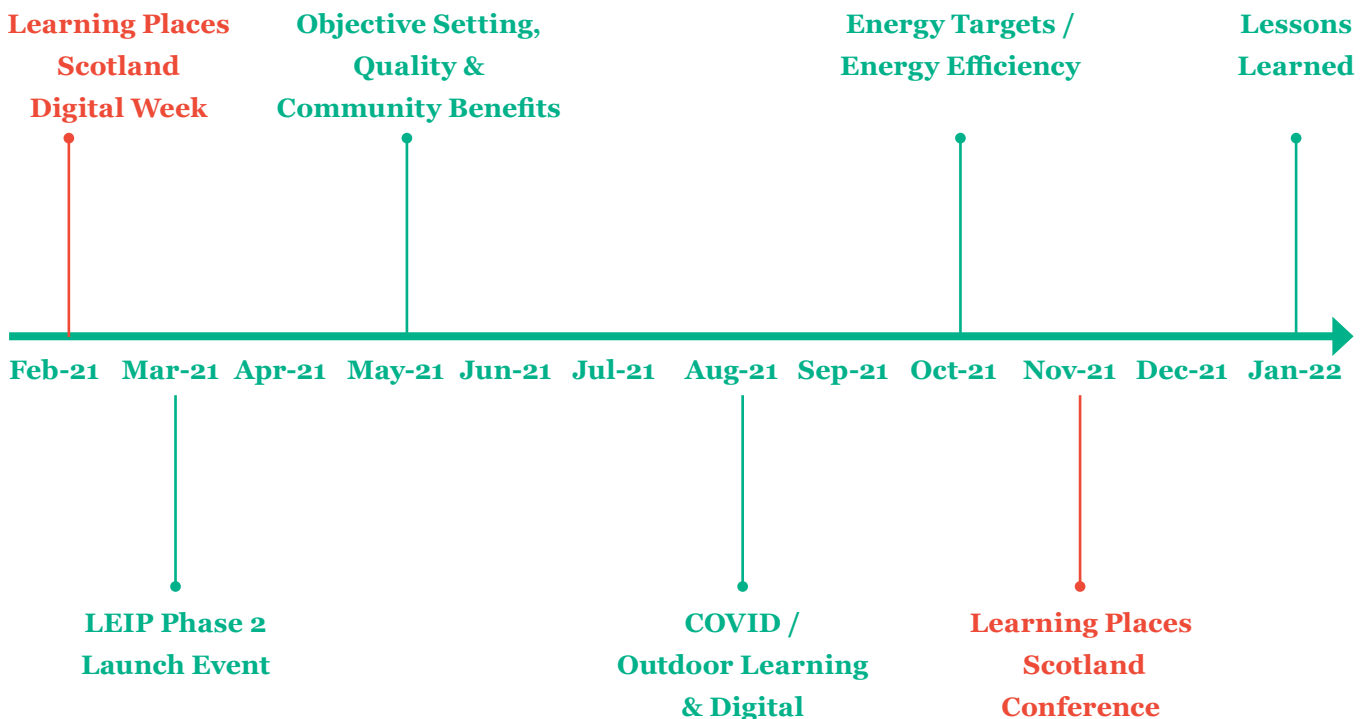 Learning Places
Scotland
Digital Week
Objective Setting,
Quality &
Community Benefits
Energy Targets /
Energy Efficiency
Lessons
Learned
Feb-21 Mar-21 Apr-21 May-21 Jun-21 Jul-21 Aug-21 Sep-21 Oct-21 Nov-21 Dec-21 Jan-22
LEIP Phase 2
Launch Event
COVID /
Outdoor Learning
& Digital
Learning Places
Scotland
Conference